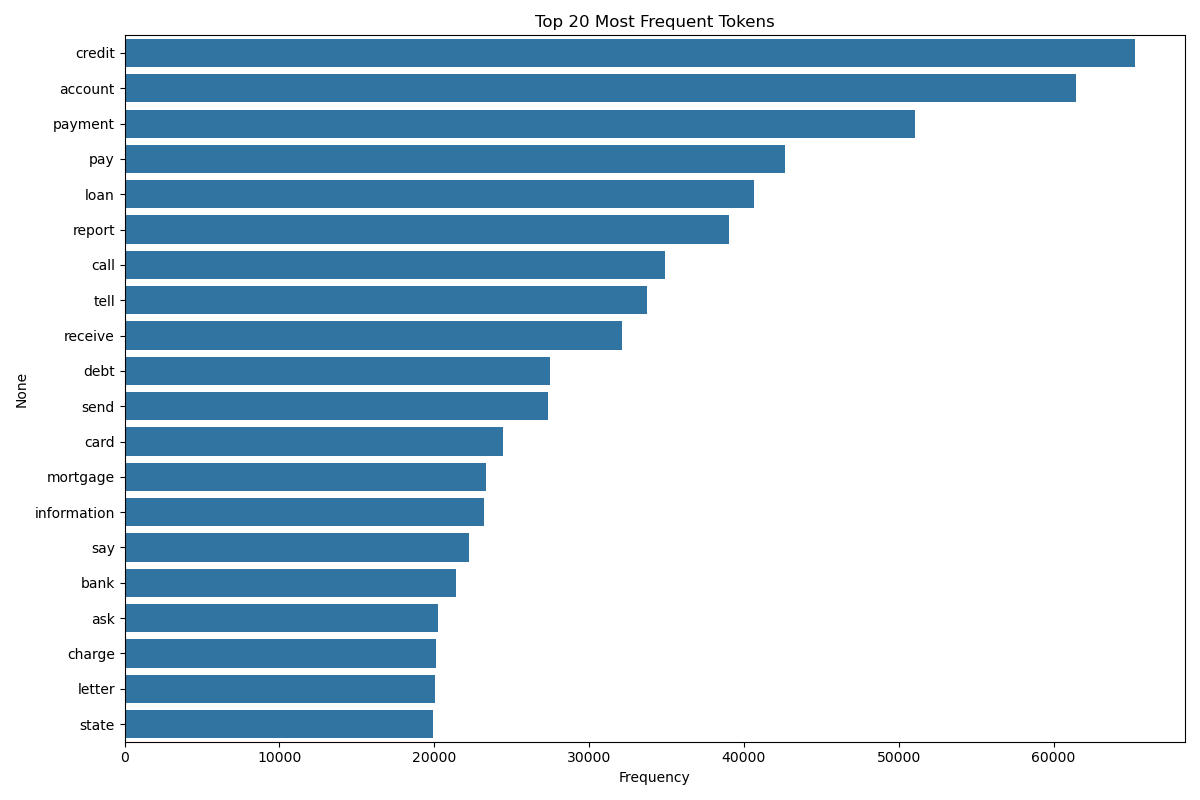 Top 20 Most Frequent Tokens
credit
account
payment
pay
loan
report
call
tell
receive
debt
send
card
mortgage
information
say
bank
ask
charge
letter
state
None
0 10000 20000 30000 40000 50000 60000
Frequency